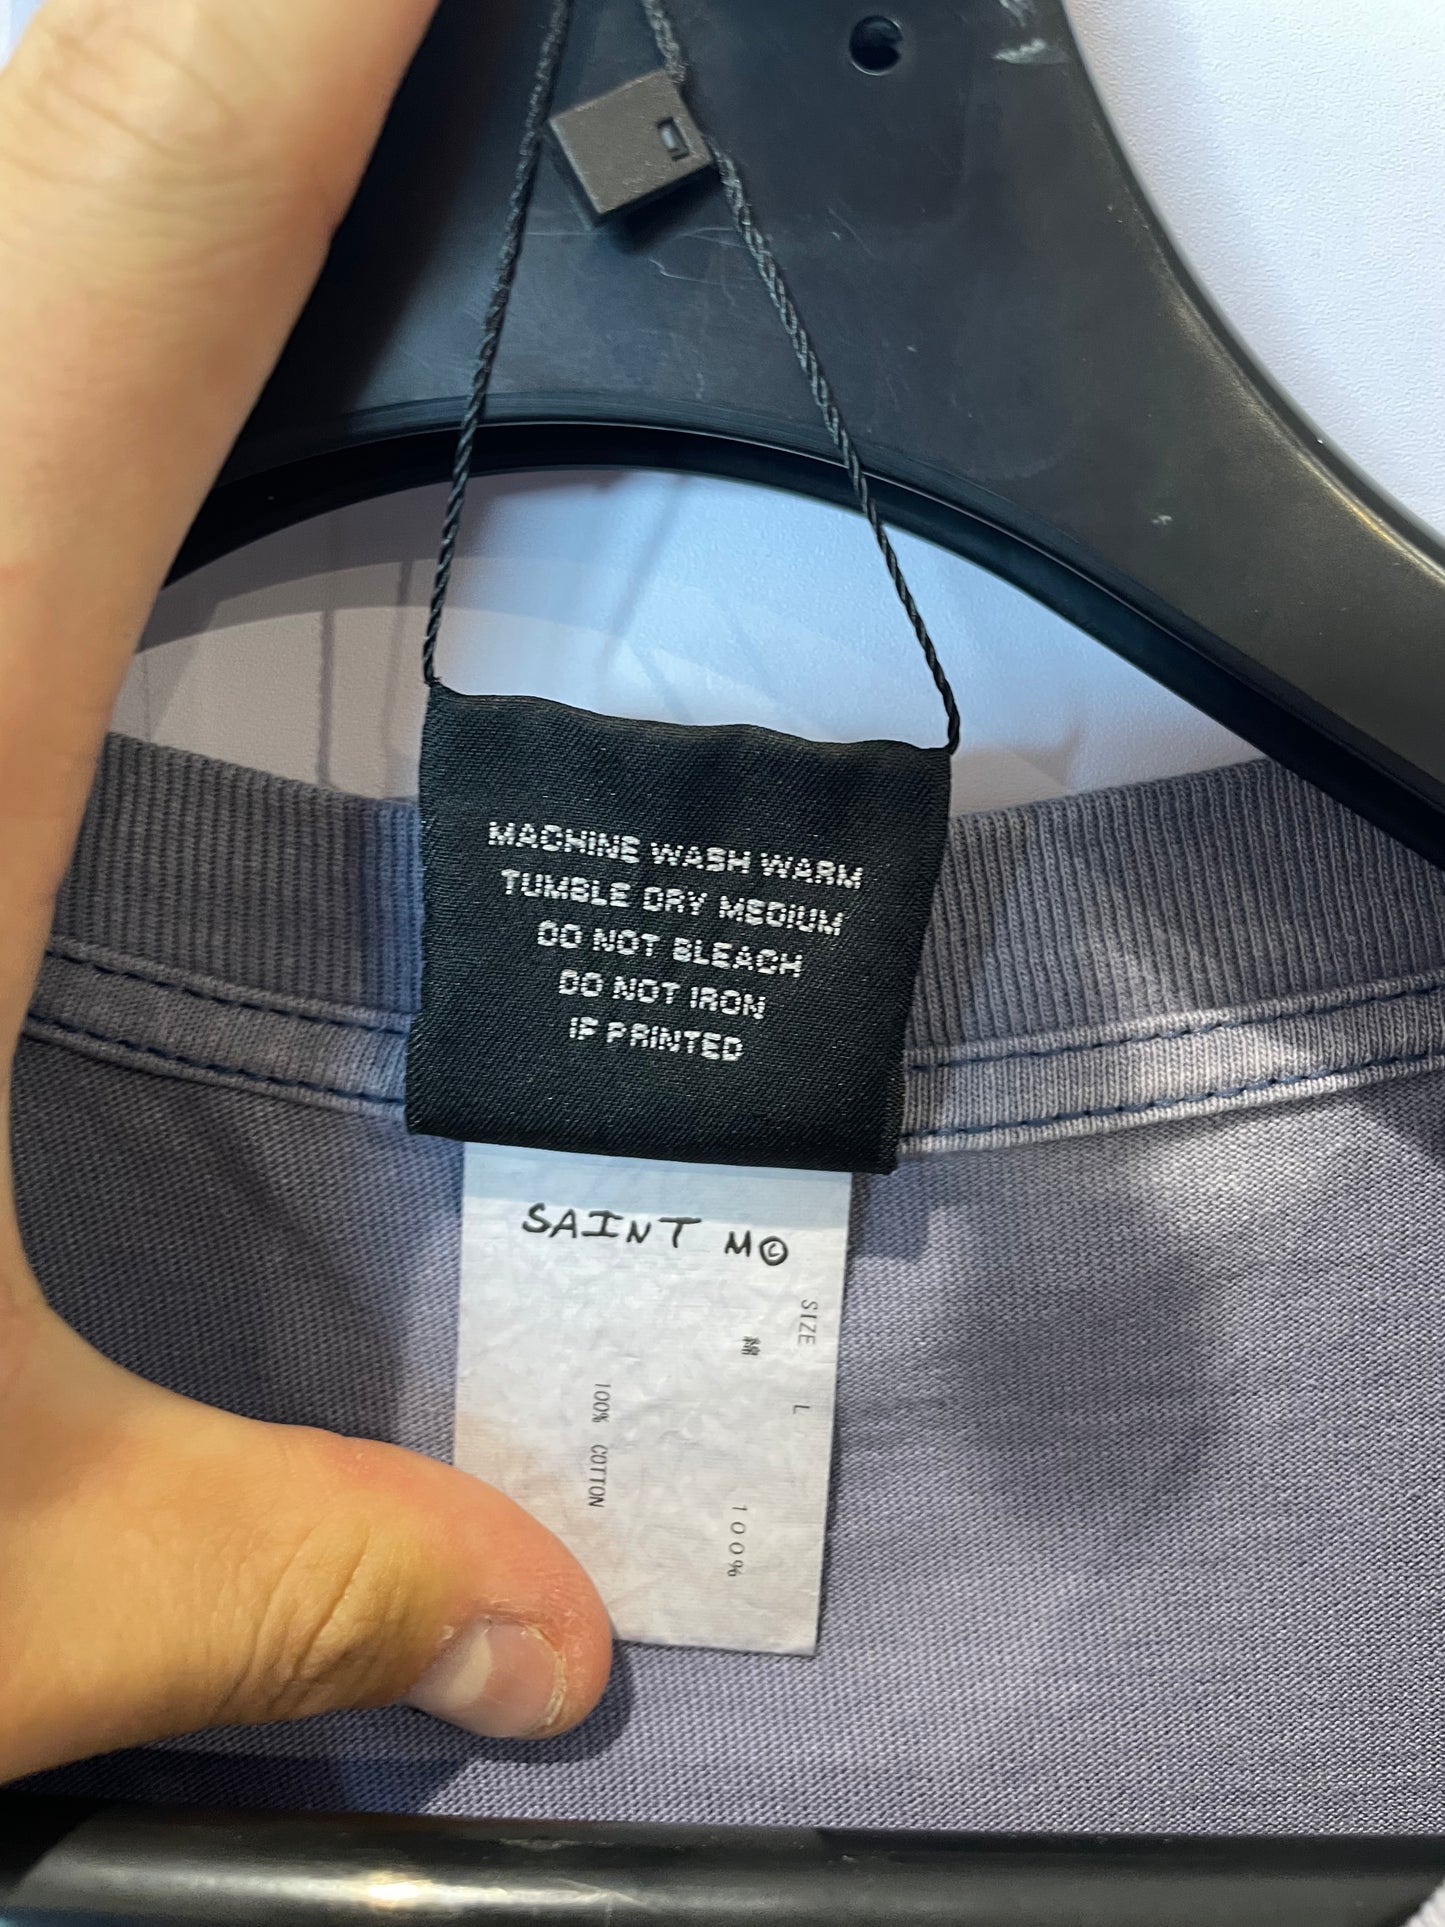 MACHINE WASH WARM
TUMBLE DRY MEDIUM
DO NOT BLEACH
DO NOT IRON
IF PRINTED
SAINT M©
SIZE L
綿 100%
100% COTTON